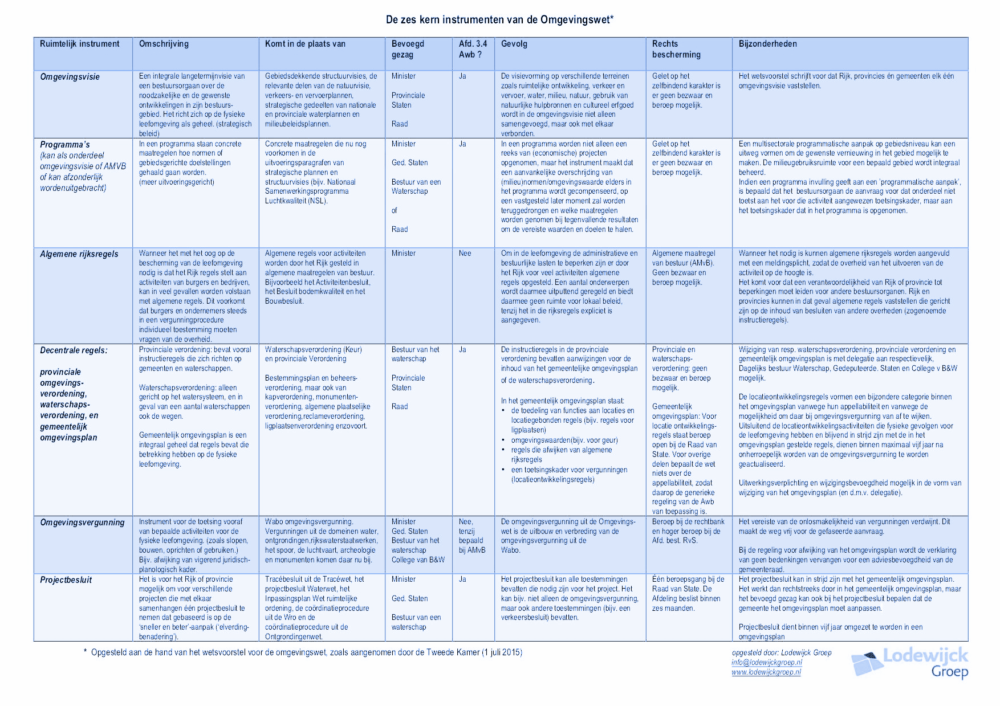 De zes kern instrumenten van de Omgevingswet*
Ruimtelijk instrument
Omschrijving
Komt in de plaats van
Bevoegd
gezag
Afd. 3.4
Awb ?
Gevolg
Rechts
bescherming
Bijzonderheden
Omgevingsvisie
Een integrale langetermijnvisie van
een bestuursorgaan over de
noodzakelijke en de gewenste
ontwikkelingen in zijn bestuurs-
gebied. Het richt zich op de fysieke
leefomgeving als geheel. (strategisch
beleid)
Gebiedsdekkende structuurvisies, de
relevante delen van de natuurvisie,
verkeers- en vervoerplannen,
strategische gedeelten van nationale
en provinciale waterplannen en
milieubeleidsplannen.
Minister
Provinciale
Staten
Raad
Ja
De visievorming op verschillende terreinen
zoals ruimtelijke ontwikkeling, verkeer en
vervoer, water, milieu, natuur, gebruik van
natuurlijke hulpbronnen en cultureel erfgoed
wordt in de omgevingsvisie niet alleen
samengevoegd, maar ook met elkaar
verbonden.
Gelet op het
zelfbindend karakter is
er geen bezwaar en
beroep mogelijk.
Het wetsvoorstel schrijft voor dat Rijk, provincies én gemeenten elk één
omgevingsvisie vaststellen.
Programma's
(kan als onderdeel
omgevingsvisie of AMVB
of kan afzonderlijk
wordenuitgebracht)
In een programma staan concrete
maatregelen hoe normen of
gebiedsgerichte doelstellingen
gehaald gaan worden.
(meer uitvoeringsgericht)
Concrete maatregelen die nu nog
voorkomen in de
uitvoeringsparagrafen van
strategische plannen en
structuurvisies (bijv. Nationaal
Samenwerkingsprogramma
Luchtkwaliteit (NSL).
Minister
Ged. Staten
Bestuur van een
Waterschap
of
Raad
Ja
In een programma worden niet alleen een
reeks van (economische) projecten
opgenomen, maar het instrument maakt dat
een aanvankelijke overschrijding van
(milieu)normen/omgevingswaarde elders in
het programma wordt gecompenseerd, op
een vastgesteld later moment zal worden
teruggedrongen en welke maatregelen
worden genomen bij tegenvallende resultaten
om de vereiste waarden en doelen te halen.
Gelet op het
zelfbindend karakter is
er geen bezwaar en
beroep mogelijk.
Een multisectorale programmatische aanpak op gebiedsniveau kan een
uitweg vormen om de gewenste vernieuwing in het gebied mogelijk te
maken. De milieugebruiksruimte voor een bepaald gebied wordt integraal
beheerd.
Indien een programma invulling geeft aan een 'programmatische aanpak',
is bepaald dat het bestuursorgaan de aanvraag voor dat onderdeel niet
toetst aan het voor die activiteit aangewezen toetsingskader, maar aan
het toetsingskader dat in het programma is opgenomen.
Algemene rijksregels
Wanneer het met het oog op de
bescherming van de leefomgeving
nodig is dat het Rijk regels stelt aan
activiteiten van burgers en bedrijven,
kan in veel gevallen worden volstaan
met algemene regels. Dit voorkomt
dat burgers en ondernemers steeds
in een vergunningprocedure
individueel toestemming moeten
vragen van de overheid.
Algemene regels voor activiteiten
worden door het Rijk gesteld in
algemene maatregelen van bestuur.
Bijvoorbeeld het Activiteitenbesluit,
het Besluit bodemkwaliteit en het
Bouwbesluit.
Minister
Nee
Om in de leefomgeving de administratieve en
bestuurlijke lasten te beperken zijn er door
het Rijk voor veel activiteiten algemene
regels opgesteld. Een aantal onderwerpen
wordt daarmee uitputtend geregeld en biedt
daarmee geen ruimte voor lokaal beleid,
tenzij het in die rijksregels expliciet is
aangegeven.
Algemene maatregel
van bestuur (AMvB).
Geen bezwaar en
beroep mogelijk.
Wanneer het nodig is kunnen algemene rijksregels worden aangevuld
met een meldingsplicht, zodat de overheid van het uitvoeren van de
activiteit op de hoogte is.
Het komt voor dat een verantwoordelijkheid van Rijk of provincie tot
beperkingen moet leiden voor andere bestuursorganen. Rijk en
provincies kunnen in dat geval algemene regels vaststellen die gericht
zijn op de inhoud van besluiten van andere overheden (zogenoemde
instructieregels).
Decentrale regels:
provinciale
omgevings-
verordening,
waterschaps-
verordening, en
gemeentelijk
omgevingsplan
Provinciale verordening: bevat vooral
instructieregels die zich richten op
gemeenten en waterschappen.
Waterschapsverordening: alleen
gericht op het watersysteem, en in
geval van een aantal waterschappen
ook de wegen.
Gemeentelijk omgevingsplan is een
integraal geheel dat regels bevat die
betrekking hebben op de fysieke
leefomgeving.
Waterschapsverordening (Keur)
en provinciale Verordening
Bestemmingsplan en beheers-
verordening, maar ook van
kapverordening, monumenten-
verordening, algemene plaatselijke
verordening,reclameverordening,
ligplaatsenverordening enzovoort.
Bestuur van het
waterschap
Provinciale
Staten
Raad
Ja
De instructieregels in de provinciale
verordening bevatten aanwijzingen voor de
inhoud van het gemeentelijke omgevingsplan
of de waterschapsverordening.
In het gemeentelijk omgevingsplan staat:
• de toedeling van functies aan locaties en
locatiegebonden regels (bijv. regels voor
ligplaatsen)
• omgevingswaarden(bijv. voor geur)
• regels die afwijken van algemene
rijksregels
• een toetsingskader voor vergunningen
(locatieontwikkelingsregels)
Provinciale en
waterschaps-
verordening: geen
bezwaar en beroep
mogelijk.
Gemeentelijk
omgevingsplan: Voor
locatie ontwikkelings-
regels staat beroep
open bij de Raad van
State. Voor overige
delen bepaalt de wet
niets over de
appellabiliteit, zodat
daarop de generieke
regeling van de Awb
van toepassing is.
Wijziging van resp. waterschapsverordening, provinciale verordening en
gemeentelijk omgevingsplan is met delegatie aan respectievelijk,
Dagelijks bestuur Waterschap, Gedeputeerde. Staten en College v B&W
mogelijk.
De locatieontwikkelingsregels vormen een bijzondere categorie binnen
het omgevingsplan vanwege hun appellabiliteit en vanwege de
mogelijkheid om daar bij omgevingsvergunning van af te wijken.
Uitsluitend de locatieontwikkelingsactiviteiten die fysieke gevolgen voor
de leefomgeving hebben en blijvend in strijd zijn met de in het
omgevingsplan gestelde regels, dienen binnen maximaal vijf jaar na
onherroepelijk worden van de omgevingsvergunning te worden
geactualiseerd.
Uitwerkingsverplichting en wijzigingsbevoegdheid mogelijk in de vorm van
wijziging van het omgevingsplan (en d.m.v. delegatie).
Omgevingsvergunning
Instrument voor de toetsing vooraf
van bepaalde activiteiten voor de
fysieke leefomgeving. (zoals slopen,
bouwen, oprichten of gebruiken.)
Bijv. afwijking van vigerend juridisch-
planologisch kader.
Wabo omgevingsvergunning.
Vergunningen uit de domeinen water,
ontgrondingen,rijkswaterstaatwerken,
het spoor, de luchtvaart, archeologie
en monumenten komen daar nu bij.
Minister
Ged. Staten
Bestuur van het
waterschap
College van B&W
Nee,
tenzij
bepaald
bij AMvB
De omgevingsvergunning uit de Omgevings-
wet is de uitbouw en verbreding van de
omgevingsvergunning uit de
Wabo.
Beroep bij de rechtbank
en hoger beroep bij de
Afd. best. RvS.
Het vereiste van de onlosmakelijkheid van vergunningen verdwijnt. Dit
maakt de weg vrij voor de gefaseerde aanvraag.
Bij de regeling voor afwijking van het omgevingsplan wordt de verklaring
van geen bedenkingen vervangen voor een adviesbevoegdheid van de
gemeenteraad.
Projectbesluit
Het is voor het Rijk of provincie
mogelijk om voor verschillende
projecten die met elkaar
samenhangen één projectbesluit te
nemen dat gebaseerd is op de
'sneller en beter'-aanpak ('elverding-
benadering').
Tracébesluit uit de Tracéwet, het
projectbesluit Waterwet, het
Inpassingsplan Wet ruimtelijke
ordening, de coördinatieprocedure
uit de Wro en de
coördinatieprocedure uit de
Ontgrondingenwet.
Minister
Ged. Staten
Bestuur van een
waterschap
Ja
Het projectbesluit kan alle toestemmingen
bevatten die nodig zijn voor het project. Het
kan bijv. niet alleen de omgevingsvergunning,
maar ook andere toestemmingen (bijv. een
verkeersbesluit) bevatten.
Één beroepsgang bij de
Raad van State. De
Afdeling beslist binnen
zes maanden.
Het projectbesluit kan in strijd zijn met het gemeentelijk omgevingsplan.
Het werkt dan rechtstreeks door in het gemeentelijk omgevingsplan, maar
het bevoegd gezag kan ook bij het projectbesluit bepalen dat de
gemeente het omgevingsplan moet aanpassen.
Projectbesluit dient binnen vijf jaar omgezet te worden in een
omgevingsplan
* Opgesteld aan de hand van het wetsvoorstel voor de omgevingswet, zoals aangenomen door de Tweede Kamer (1 juli 2015)
opgesteld door: Lodewijck Groep
info@lodewijckgroep.nl
www.lodewijckgroep.nl
Lodewijck
Groep